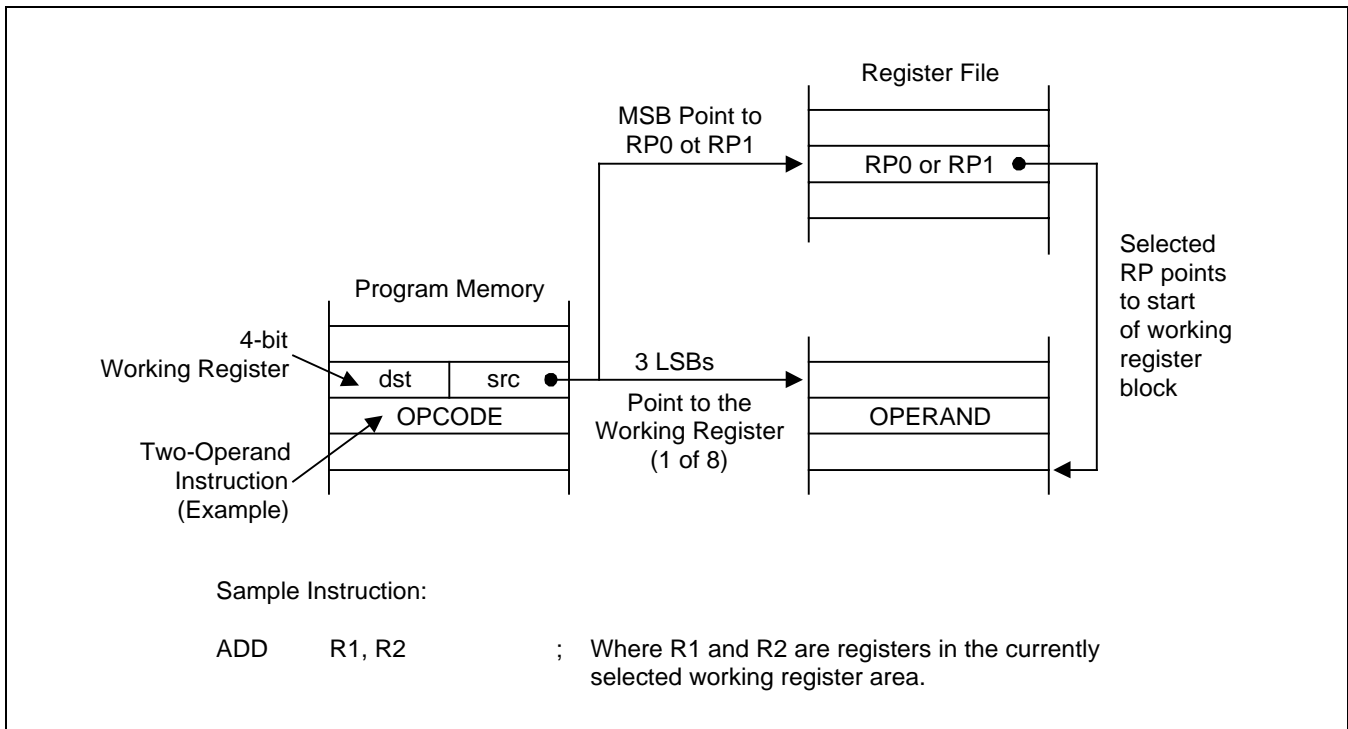 Register File
MSB Point to
RP0 ot RP1
RP0 or RP1
Selected
RP points
to start
of working
register
block
Program Memory
4-bit
Working Register
dst src
3 LSBs
OPCODE
Point to the
Working Register
(1 of 8)
OPERAND
Two-Operand
Instruction
(Example)
Sample Instruction:
ADD R1, R2 ; Where R1 and R2 are registers in the currently
selected working register area.